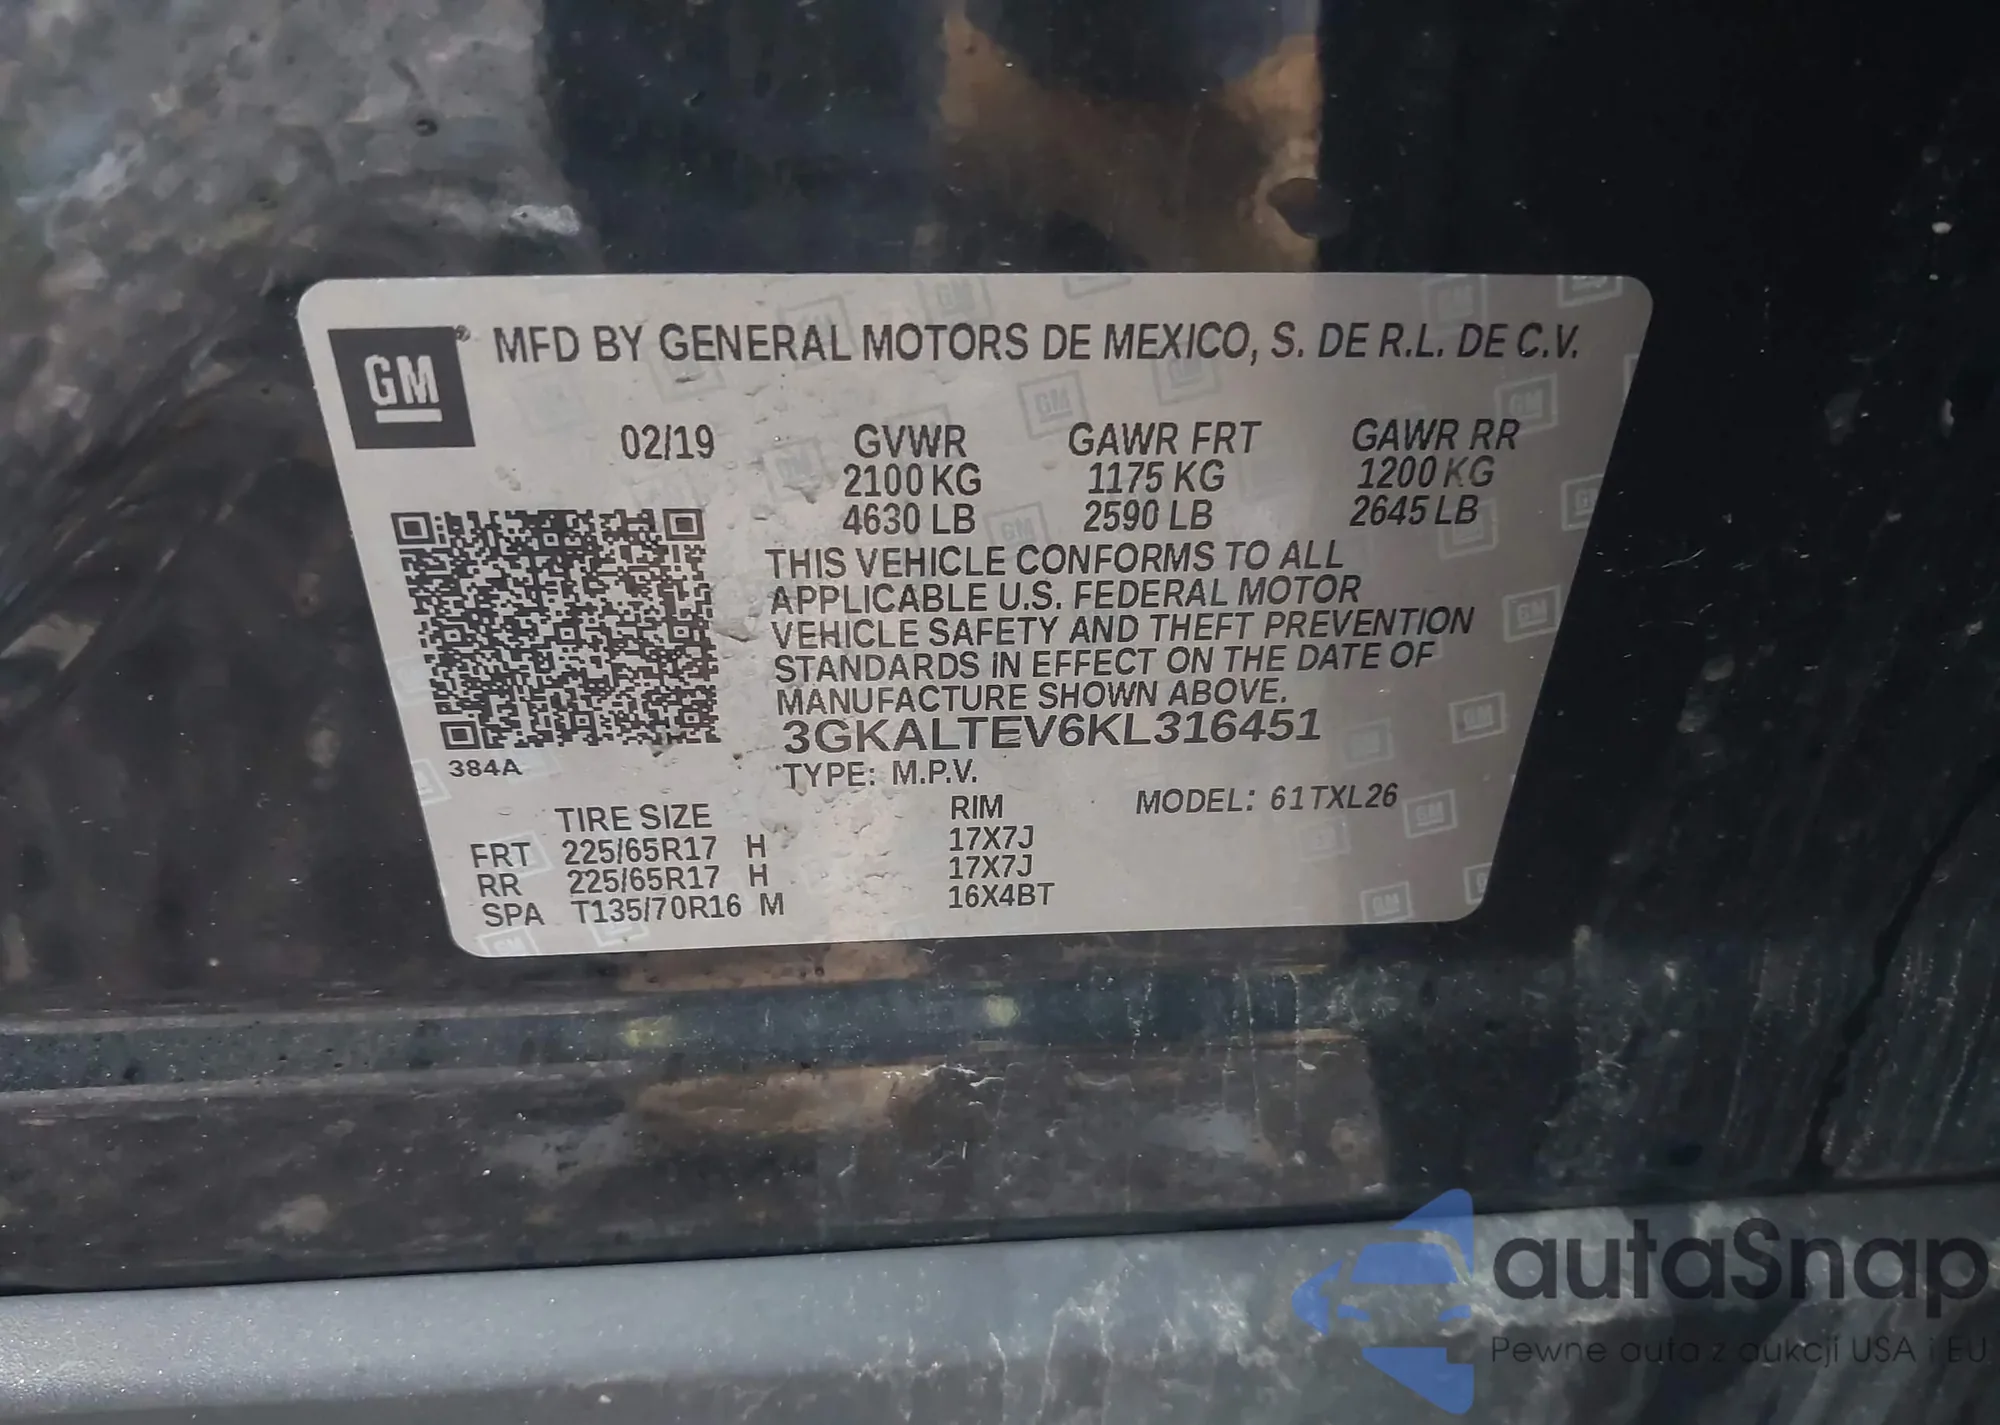 GM® MFD BY GENERAL MOTORS DE MEXICO, S. DE R.L. DE C.V.
02/19 GVWR GAWR FRT GAWR RR
2100 KG 1175 KG 1200 KG
4630 LB 2590 LB 2645 LB
THIS VEHICLE CONFORMS TO ALL
APPLICABLE U.S. FEDERAL MOTOR
VEHICLE SAFETY AND THEFT PREVENTION
STANDARDS IN EFFECT ON THE DATE OF
MANUFACTURE SHOWN ABOVE.
3GKALTEV6KL316451
384A
TYPE: M.P.V.
TIRE SIZE RIM MODEL: 61TXL26
FRT 225/65R17 H 17X7J
RR 225/65R17 H 17X7J
SPA T135/70R16 M 16X4BT
autaSnap
Pewne auta z aukcji USA i EU